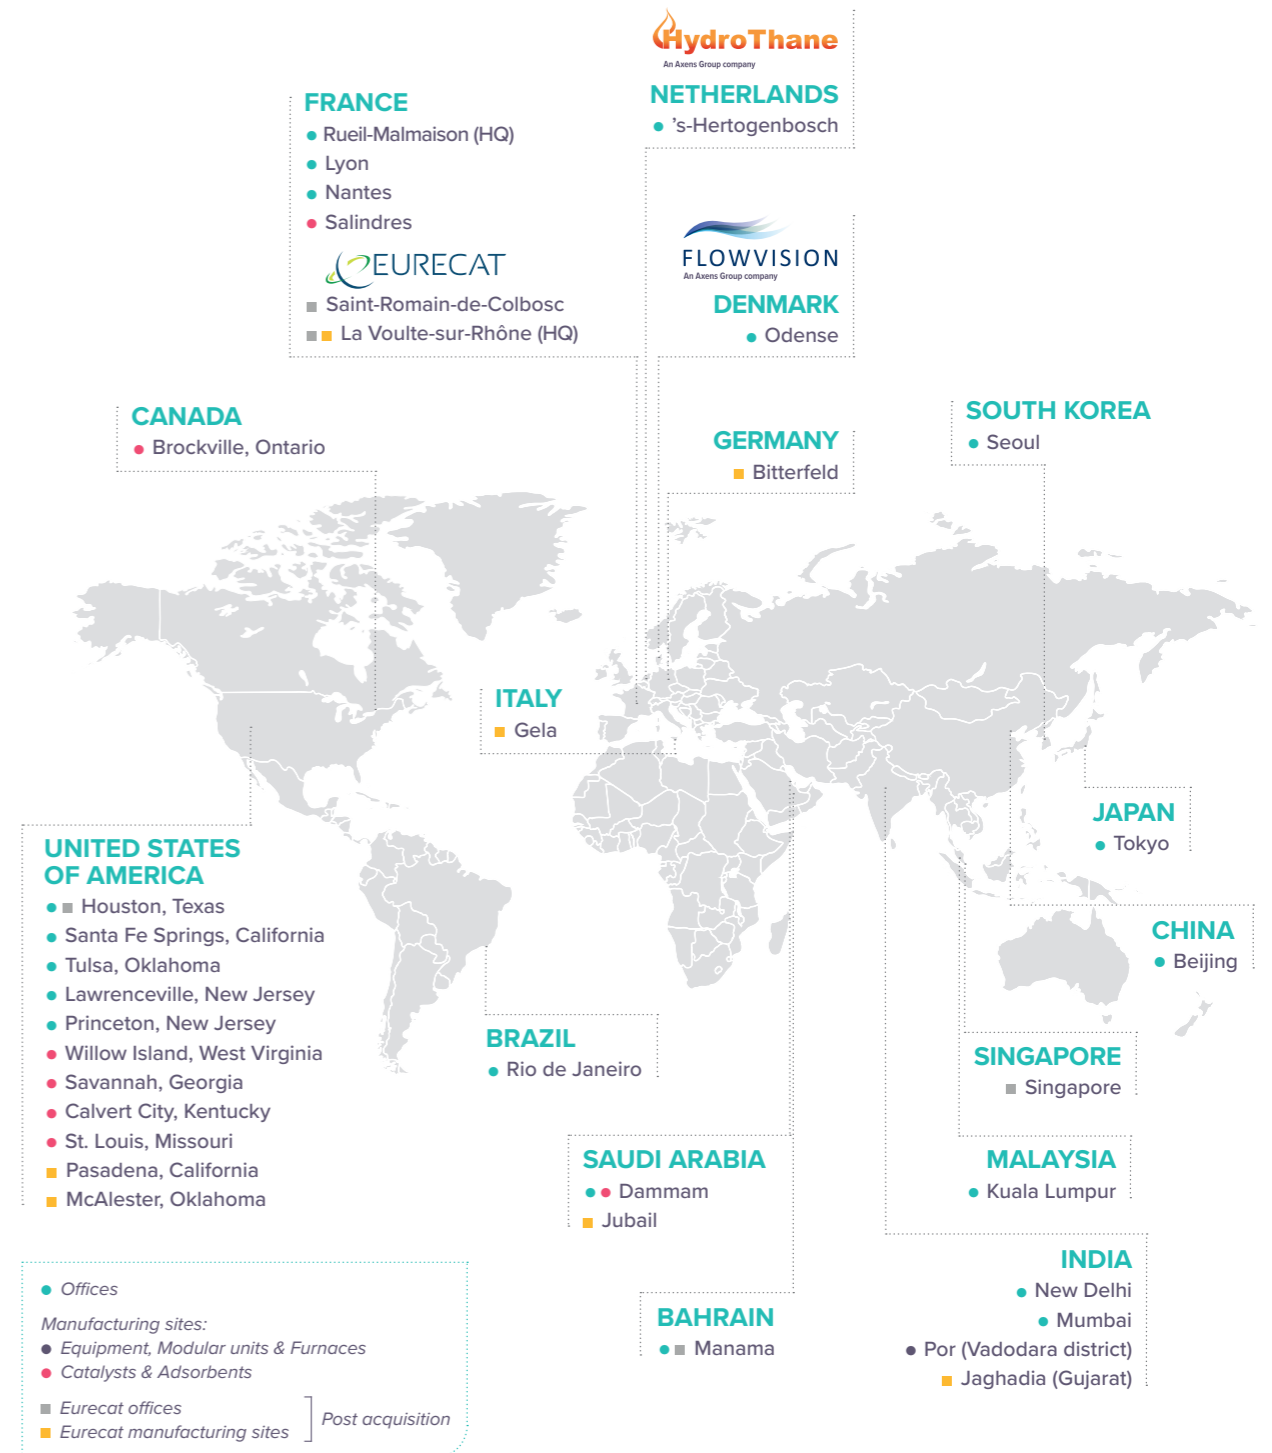 HydroThane
An Axens Group company
NETHERLANDS
's-Hertogenbosch
FRANCE
Rueil-Malmaison (HQ)
Lyon
Nantes
Salindres
EURECAT
Saint-Romain-de-Colbosc
La Voulte-sur-Rhône (HQ)
FLOWVISION
An Axens Group company
DENMARK
Odense
CANADA
Brockville, Ontario
GERMANY
Bitterfeld
SOUTH KOREA
Seoul
ITALY
Gela
JAPAN
Tokyo
UNITED STATES
OF AMERICA
Houston, Texas
Santa Fe Springs, California
Tulsa, Oklahoma
Lawrenceville, New Jersey
Princeton, New Jersey
Willow Island, West Virginia
Savannah, Georgia
Calvert City, Kentucky
St. Louis, Missouri
Pasadena, California
McAlester, Oklahoma
CHINA
Beijing
BRAZIL
Rio de Janeiro
SINGAPORE
Singapore
SAUDI ARABIA
Dammam
Jubail
MALAYSIA
Kuala Lumpur
INDIA
New Delhi
Mumbai
Por (Vadodara district)
Jaghadia (Gujarat)
BAHRAIN
Manama
Offices
Manufacturing sites:
Equipment, Modular units & Furnaces
Catalysts & Adsorbents
Eurecat offices
Eurecat manufacturing sites
Post acquisition